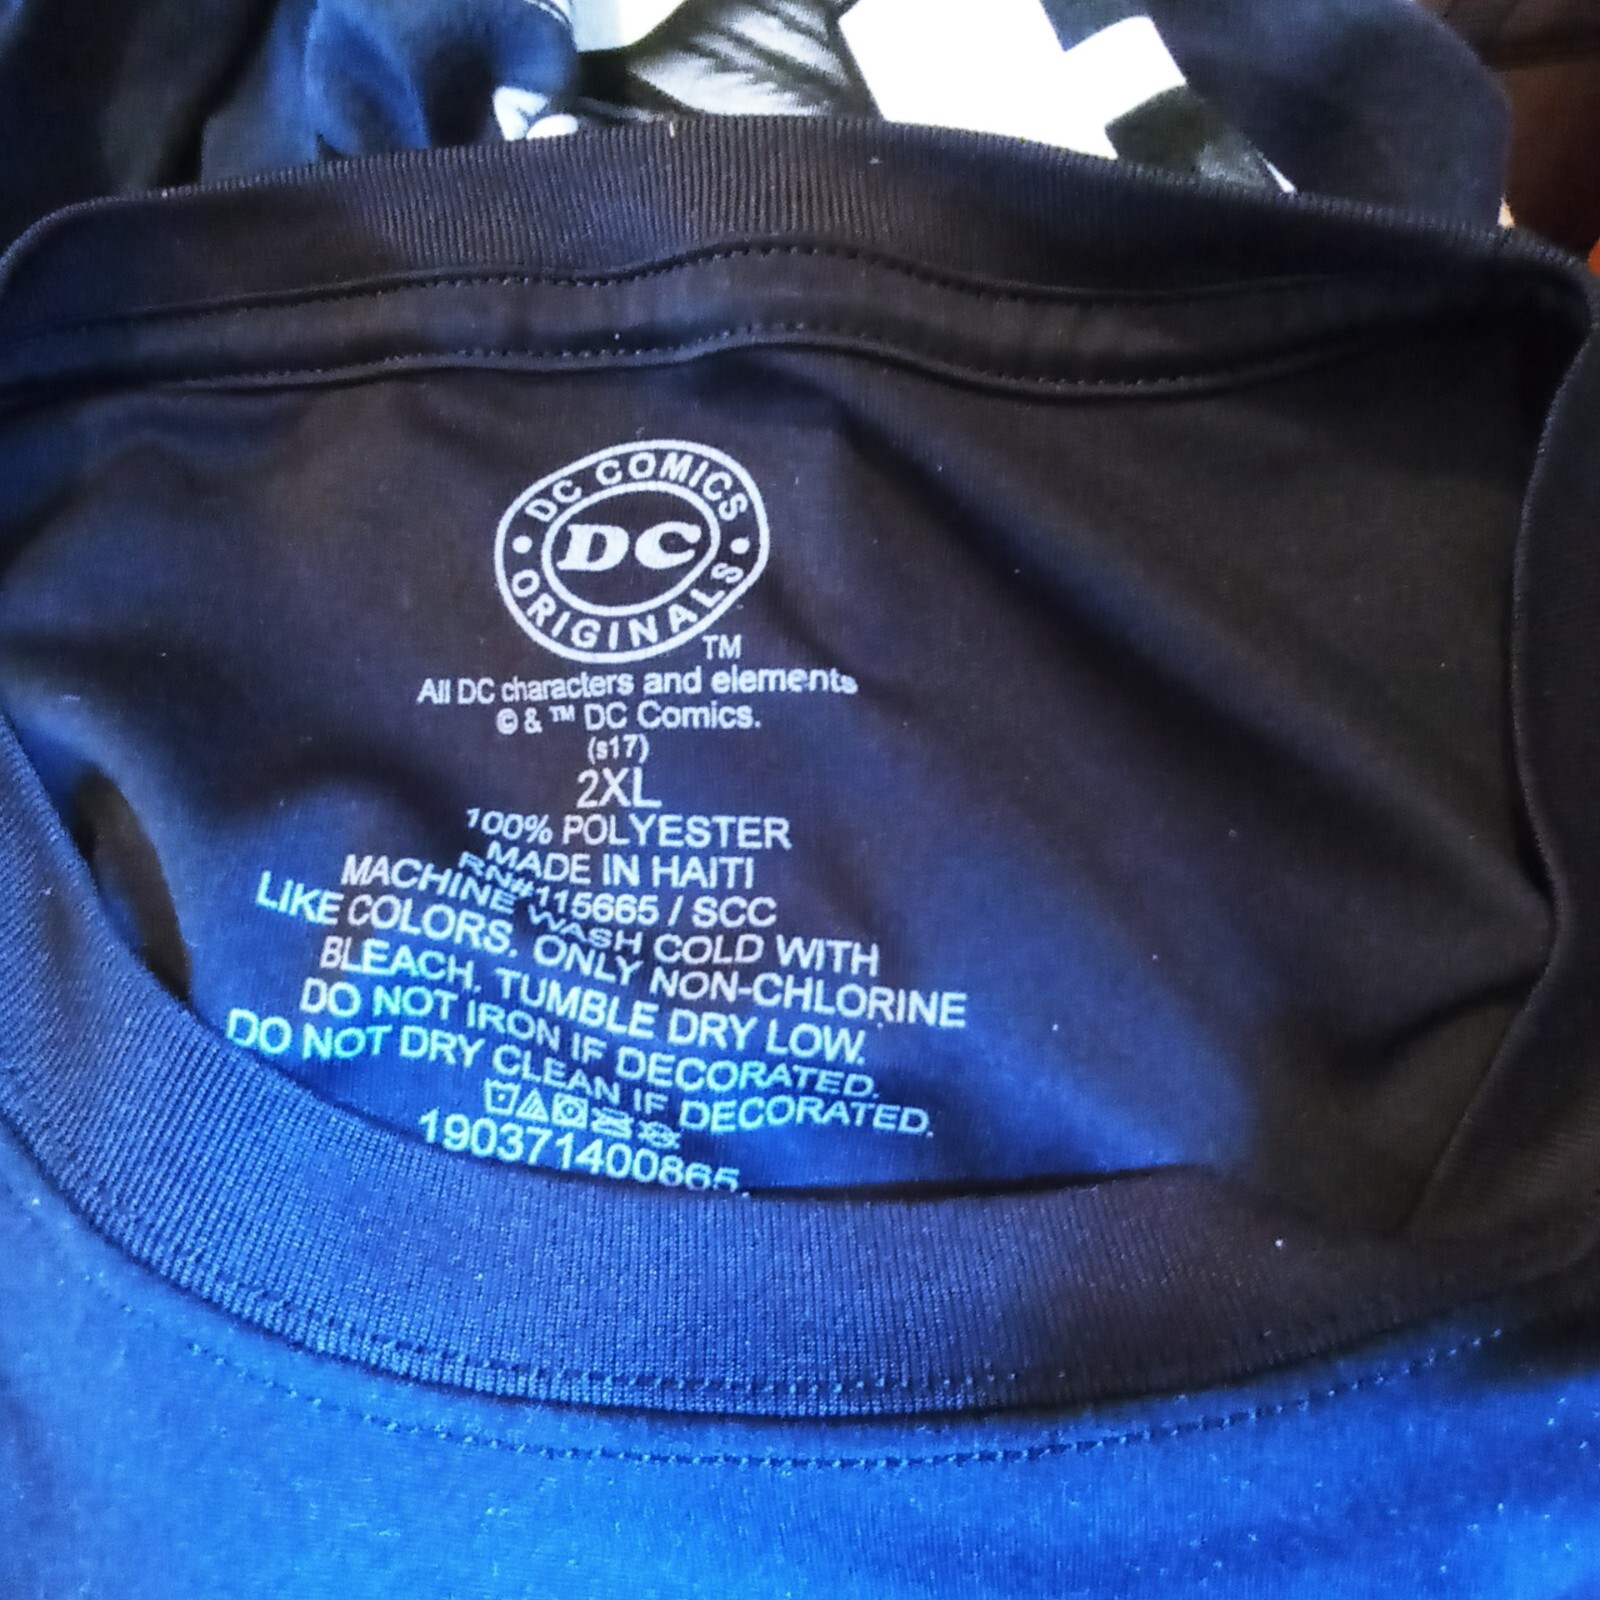 DC COMICS
DC
ORIGINALS
TM
All DC characters and elements
© & ™ DC Comics.
(s17)
2XL
100% POLYESTER
MADE IN HAITI
RN#115665 / SCC
MACHINE WASH COLD WITH
LIKE COLORS. ONLY NON-CHLORINE
BLEACH. TUMBLE DRY LOW.
DO NOT IRON IF DECORATED.
DO NOT DRY CLEAN IF DECORATED.
190371400865